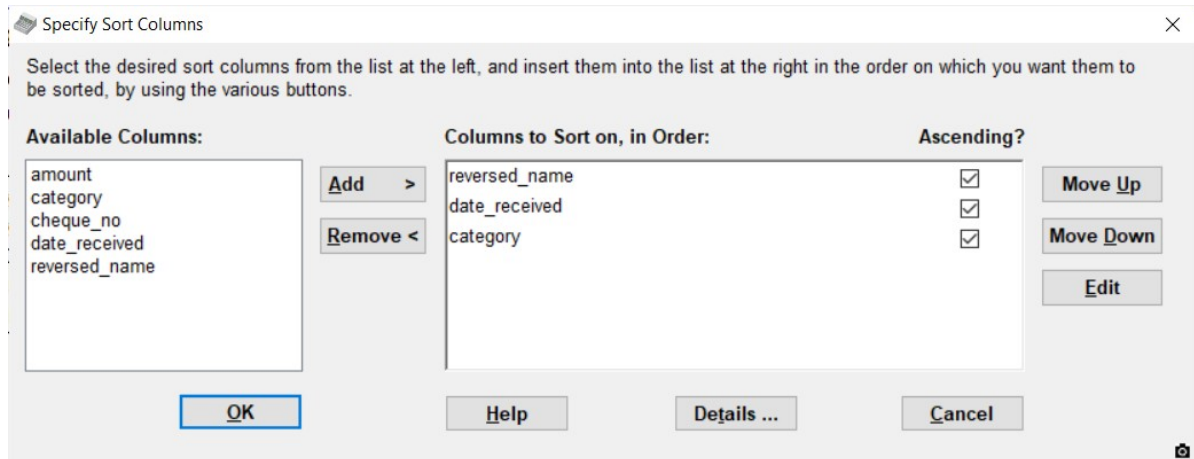 Specify Sort Columns
Select the desired sort columns from the list at the left, and insert them into the list at the right in the order on which you want them to
be sorted, by using the various buttons.
Available Columns:
Columns to Sort on, in Order:
Ascending?
amount
category
cheque_no
date_received
reversed_name
Add >
Remove <
reversed_name
date_received
category
Move Up
Move Down
Edit
OK
Help
Details ...
Cancel